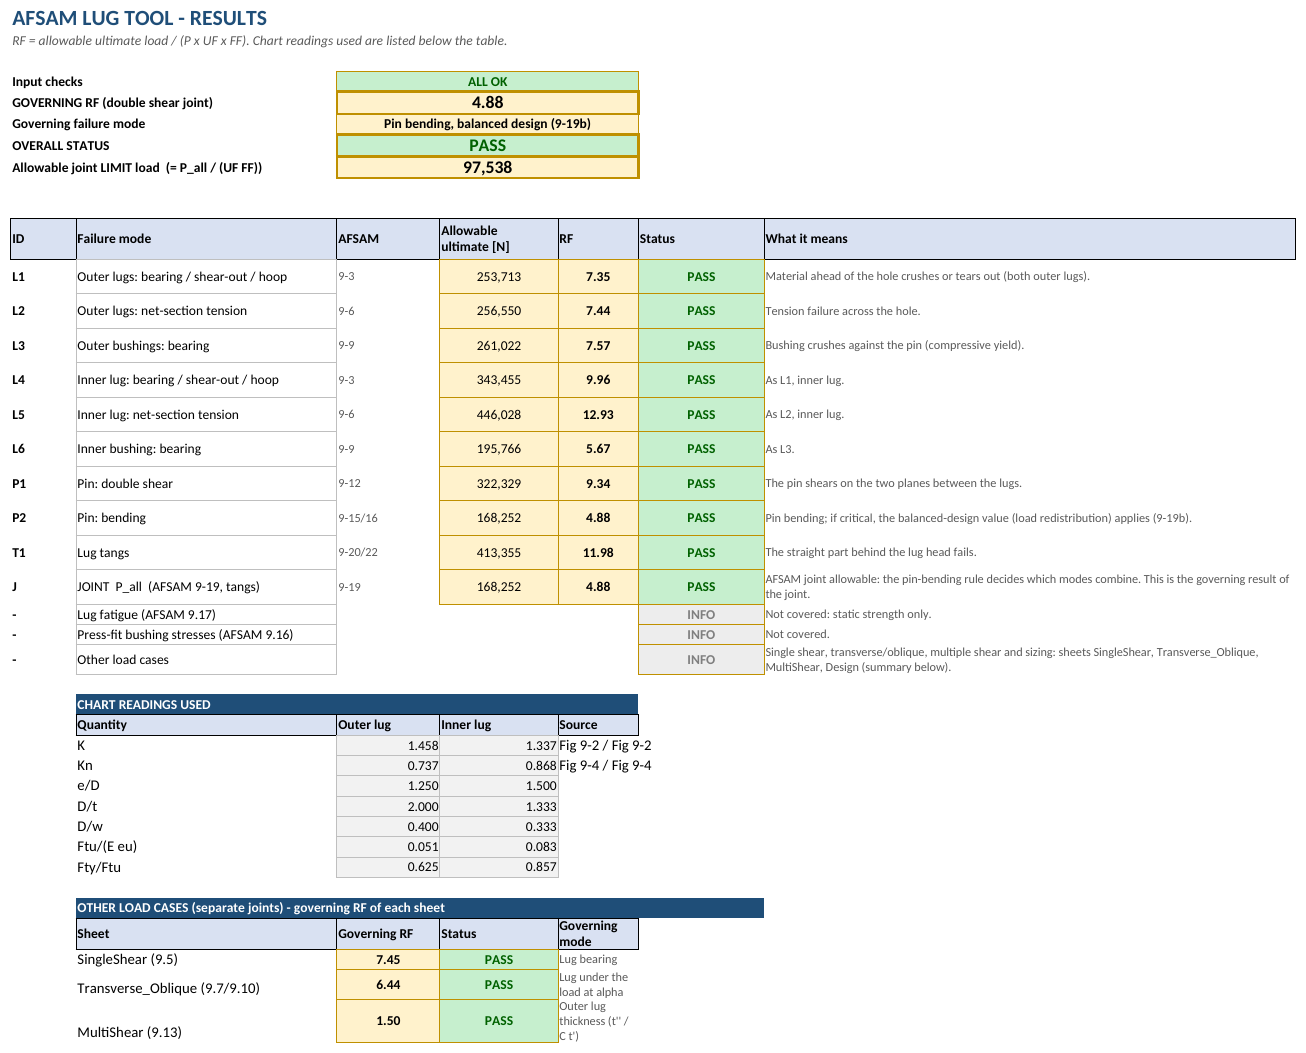 AFSAM LUG TOOL - RESULTS
RF = allowable ultimate load / (P x UF x FF). Chart readings used are listed below the table.
Input checks ALL OK
GOVERNING RF (double shear joint) 4.88
Governing failure mode Pin bending, balanced design (9-19b)
OVERALL STATUS PASS
Allowable joint LIMIT load (= P_all / (UF FF)) 97,538
ID Failure mode AFSAM Allowable ultimate [N] RF Status What it means
L1 Outer lugs: bearing / shear-out / hoop 9-3 253,713 7.35 PASS Material ahead of the hole crushes or tears out (both outer lugs).
L2 Outer lugs: net-section tension 9-6 256,550 7.44 PASS Tension failure across the hole.
L3 Outer bushings: bearing 9-9 261,022 7.57 PASS Bushing crushes against the pin (compressive yield).
L4 Inner lug: bearing / shear-out / hoop 9-3 343,455 9.96 PASS As L1, inner lug.
L5 Inner lug: net-section tension 9-6 446,028 12.93 PASS As L2, inner lug.
L6 Inner bushing: bearing 9-9 195,766 5.67 PASS As L3.
P1 Pin: double shear 9-12 322,329 9.34 PASS The pin shears on the two planes between the lugs.
P2 Pin: bending 9-15/16 168,252 4.88 PASS Pin bending; if critical, the balanced-design value (load redistribution) applies (9-19b).
T1 Lug tangs 9-20/22 413,355 11.98 PASS The straight part behind the lug head fails.
J JOINT P_all (AFSAM 9-19, tangs) 9-19 168,252 4.88 PASS AFSAM joint allowable: the pin-bending rule decides which modes combine. This is the governing result of
the joint.
- Lug fatigue (AFSAM 9.17) INFO Not covered: static strength only.
- Press-fit bushing stresses (AFSAM 9.16) INFO Not covered.
- Other load cases INFO Single shear, transverse/oblique, multiple shear and sizing: sheets SingleShear, Transverse_Oblique,
MultiShear, Design (summary below).
CHART READINGS USED
Quantity Outer lug Inner lug Source
K 1.458 1.337 Fig 9-2 / Fig 9-2
Kn 0.737 0.868 Fig 9-4 / Fig 9-4
e/D 1.250 1.500
D/t 2.000 1.333
D/w 0.400 0.333
Ftu/(E eu) 0.051 0.083
Fty/Ftu 0.625 0.857
OTHER LOAD CASES (separate joints) - governing RF of each sheet
Sheet Governing RF Status Governing mode
SingleShear (9.5) 7.45 PASS Lug bearing
Transverse_Oblique (9.7/9.10) 6.44 PASS Lug under the
load at alpha
MultiShear (9.13) 1.50 PASS Outer lug
thickness (t'' /
C t')